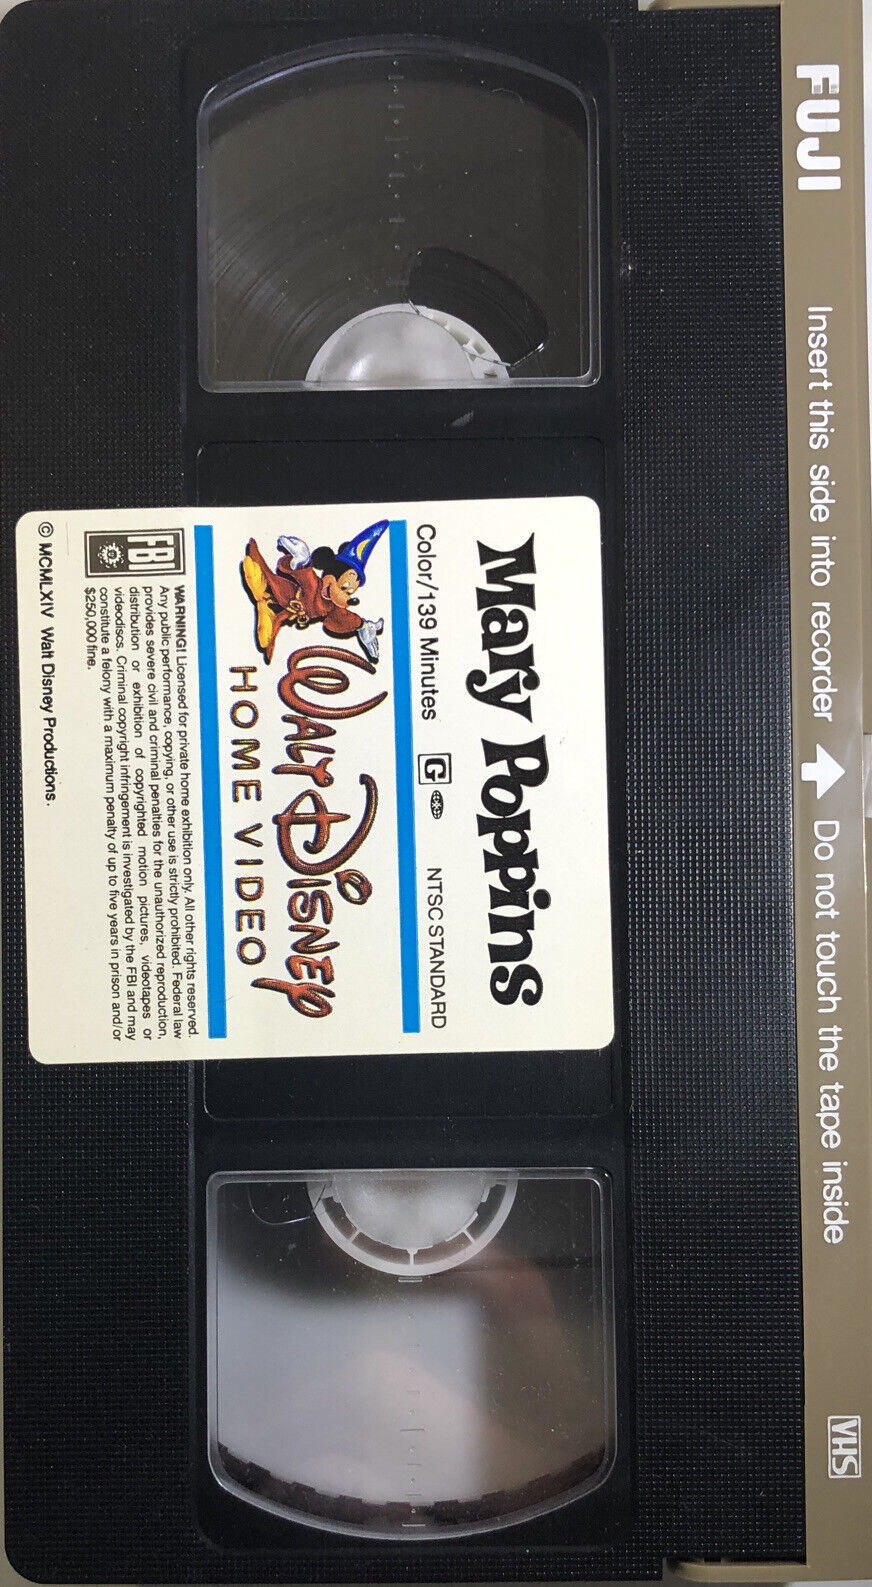 FUJI
Insert this side into recorder Do not touch the tape inside
VHS
Mary Poppins
Color/139 Minutes G NTSC STANDARD
WALT DISNEY
HOME VIDEO
FBI
WARNING! Licensed for private home exhibition only. All other rights reserved.
Any public performance, copying, or other use is strictly prohibited. Federal law
provides severe civil and criminal penalties for the unauthorized reproduction,
distribution or exhibition of copyrighted motion pictures, videotapes or
videodiscs. Criminal copyright infringement is investigated by the FBI and may
constitute a felony with a maximum penalty of up to five years in prison and/or
$250,000 fine.
© MCMLXIV Walt Disney Productions.